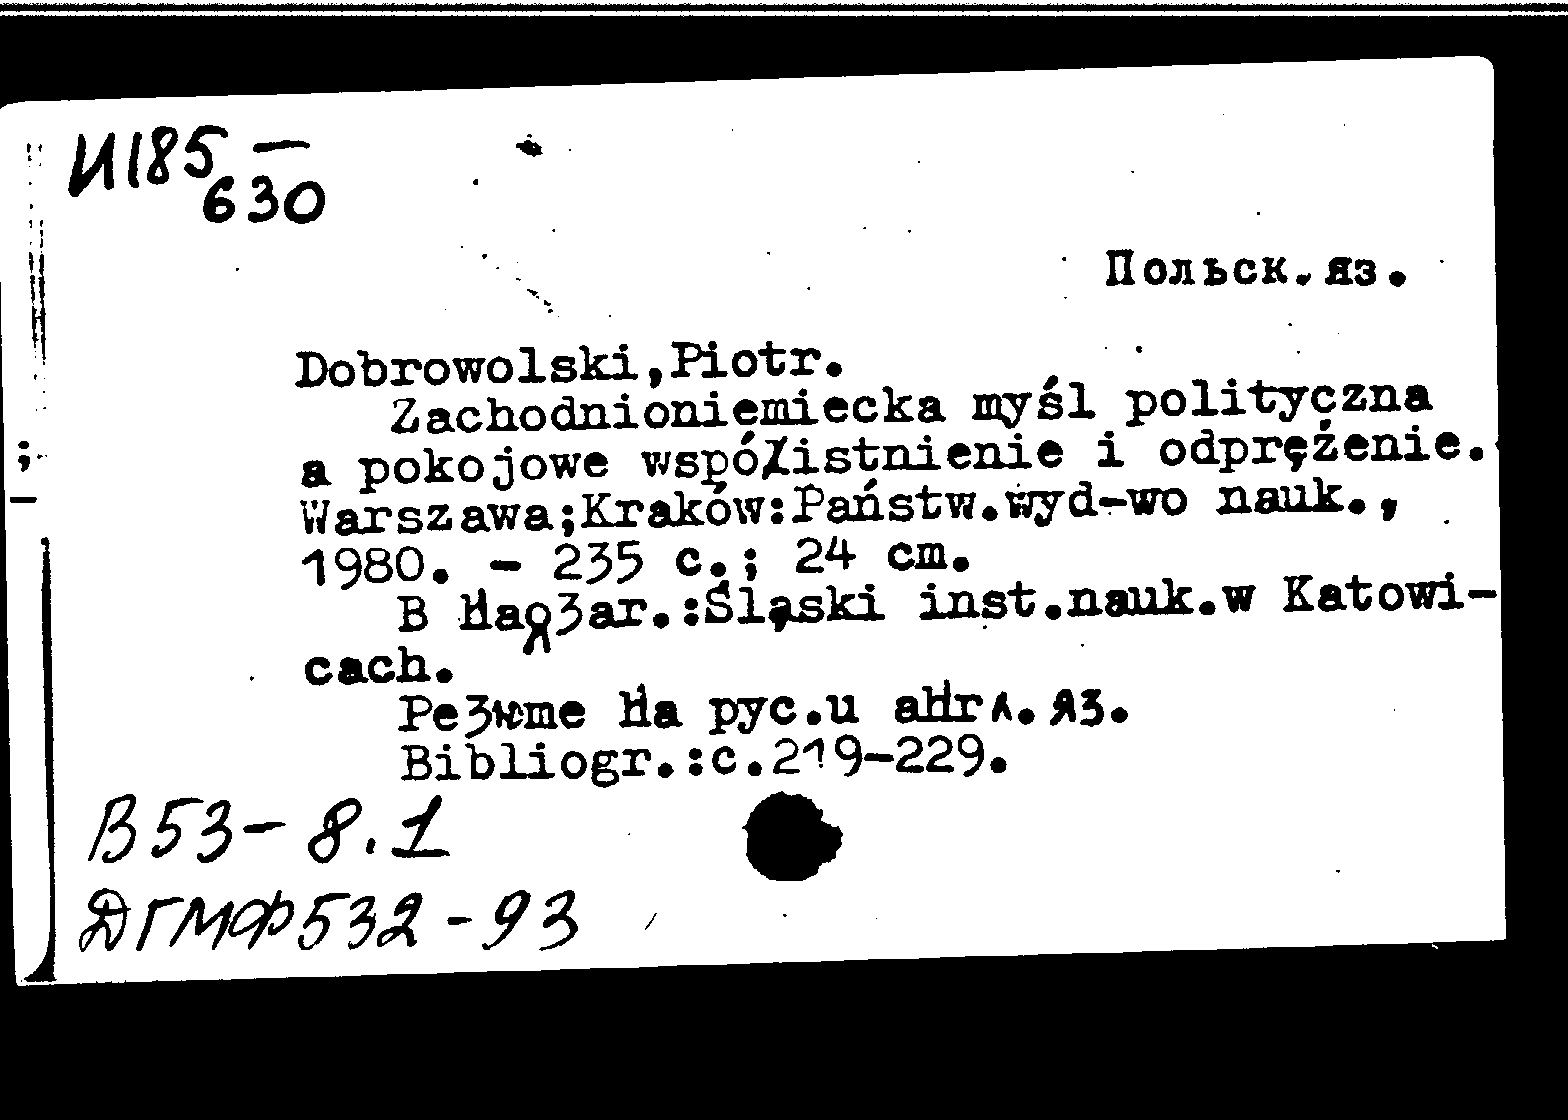 И185—
630
Польск.яз.
Dobrowolski,Piotr.
Zachodnioniemiecka myśl polityczna
a pokojowe współistnienie i odprężenie.
Warszawa;Kraków:Państw.wyd-wo nauk.,
1980. - 235 c.; 24 cm.
В надзаг.:Śląski inst.nauk.w Katowi-
cach.
Резюме на рус.и англ.яз.
Bibliogr.:c.219-229.
В53-8.1
ДГМФ532-93